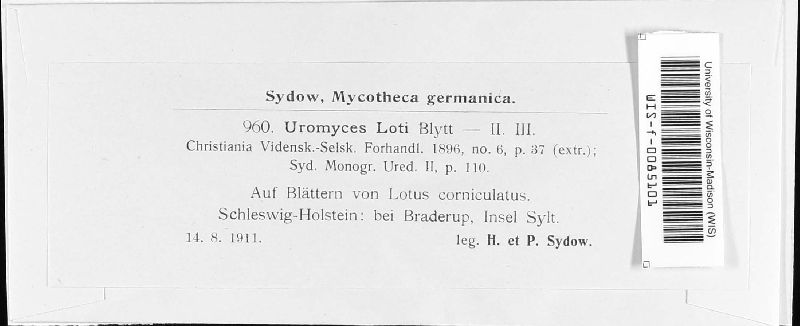 Sydow, Mycotheca germanica.
960. Uromyces Loti Blytt — II. III.
Christiania Vidensk.-Selsk. Forhandl. 1896, no. 6, p. 37 (extr.);
Syd. Monogr. Ured. II, p. 110.
Auf Blättern von Lotus corniculatus.
Schleswig-Holstein: bei Braderup, Insel Sylt.
14. 8. 1911. leg. H. et P. Sydow.
University of Wisconsin-Madison (WIS)
WIS-f-0085101